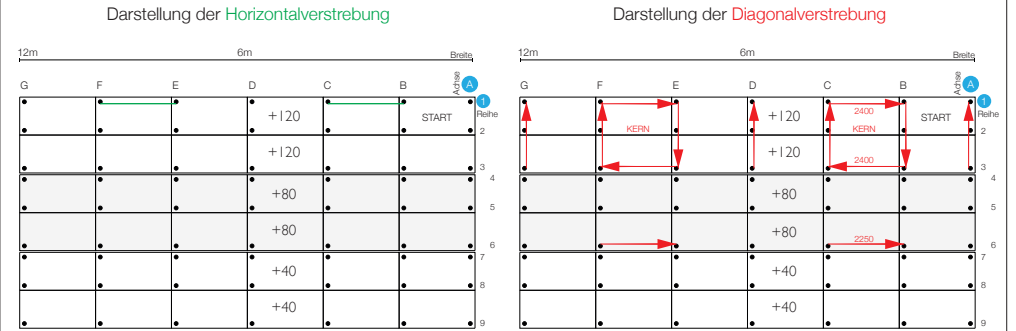 Darstellung der Horizontalverstrebung
12m 6m Breite
Achse
G F E D C B A
1
+120 START Reihe
2
+120
3
4
+80
5
+80
6
7
+40
8
+40
9
Darstellung der Diagonalverstrebung
12m 6m Breite
Achse
G F E D C B A
1
2400
+120 START Reihe
KERN KERN 2
+120
2400
3
4
+80
5
+80
2250
6
7
+40
8
+40
9